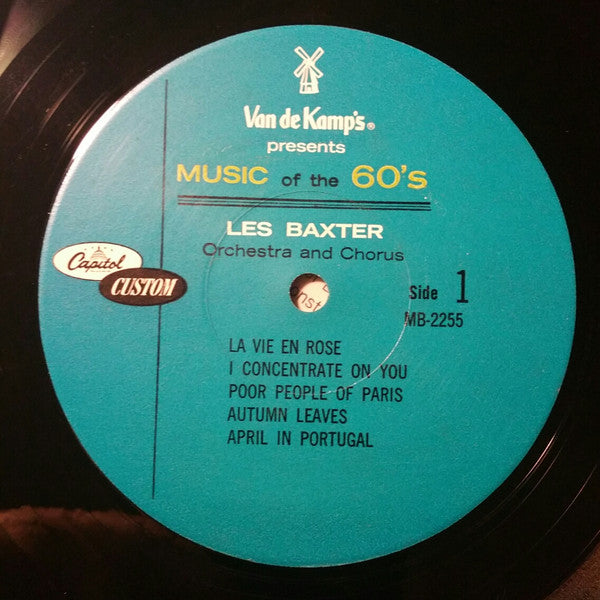 Van de Kamp's®
presents
MUSIC of the 60's
LES BAXTER
Orchestra and Chorus
Capitol
CUSTOM
Side 1
MB-2255
LA VIE EN ROSE
I CONCENTRATE ON YOU
POOR PEOPLE OF PARIS
AUTUMN LEAVES
APRIL IN PORTUGAL